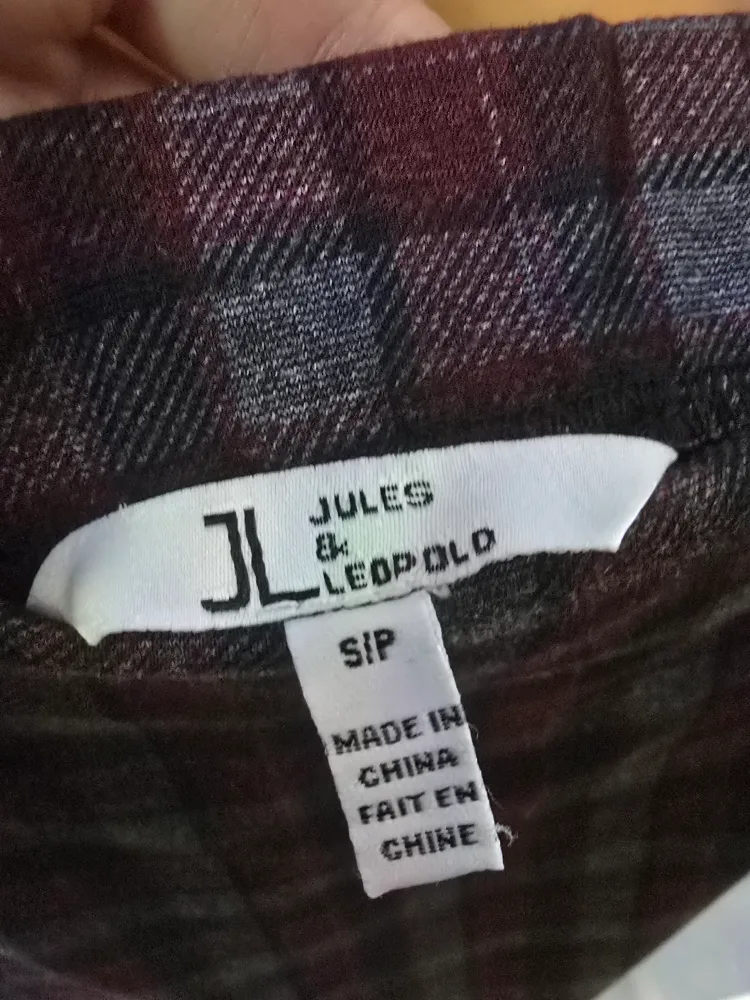 JL
JULES
&
LEOPOLD
S/P
MADE IN
CHINA
FAIT EN
CHINE